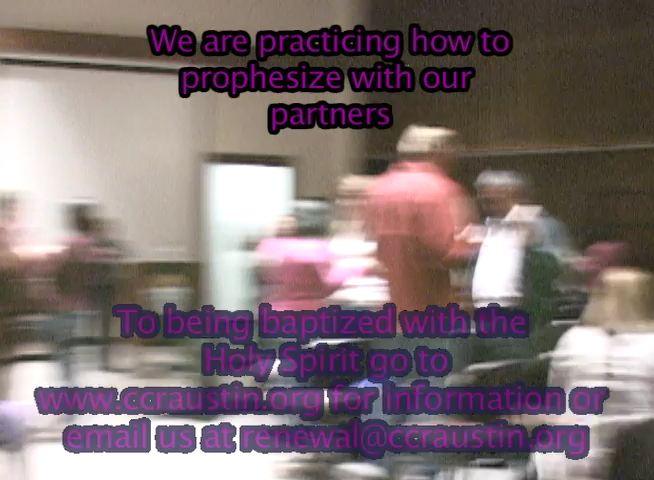 We are practicing how to
prophesize with our
partners
To being baptized with the
Holy Spirit go to
www.ccraustin.org for Information or
email us at renewal@ccraustin.org